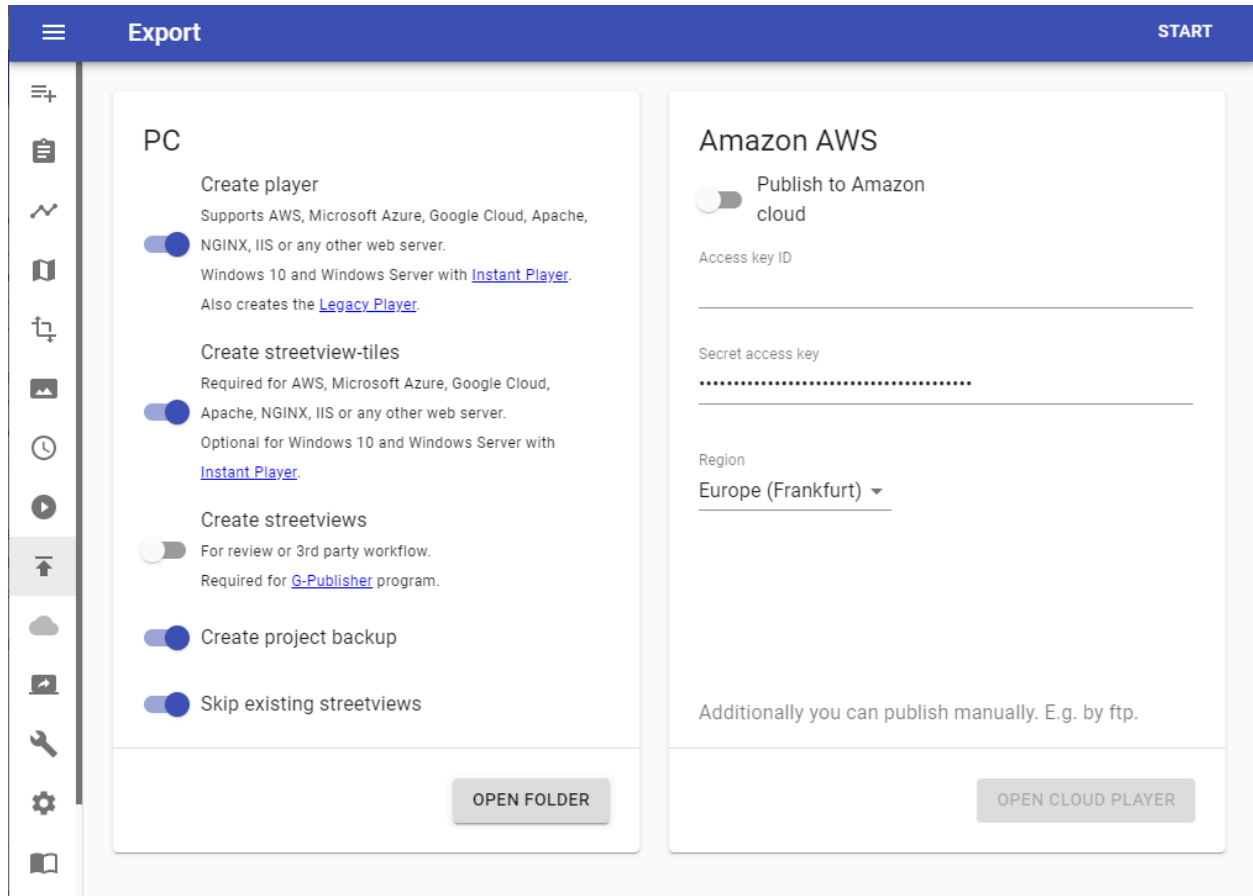 Export
START
PC
Create player
Supports AWS, Microsoft Azure, Google Cloud, Apache,
NGINX, IIS or any other web server.
Windows 10 and Windows Server with Instant Player.
Also creates the Legacy Player.
Create streetview-tiles
Required for AWS, Microsoft Azure, Google Cloud,
Apache, NGINX, IIS or any other web server.
Optional for Windows 10 and Windows Server with
Instant Player.
Create streetviews
For review or 3rd party workflow.
Required for G-Publisher program.
Create project backup
Skip existing streetviews
OPEN FOLDER
Amazon AWS
Publish to Amazon
cloud
Access key ID
Secret access key
••••••••••••••••••••••••••••••••••••••••
Region
Europe (Frankfurt)
Additionally you can publish manually. E.g. by ftp.
OPEN CLOUD PLAYER